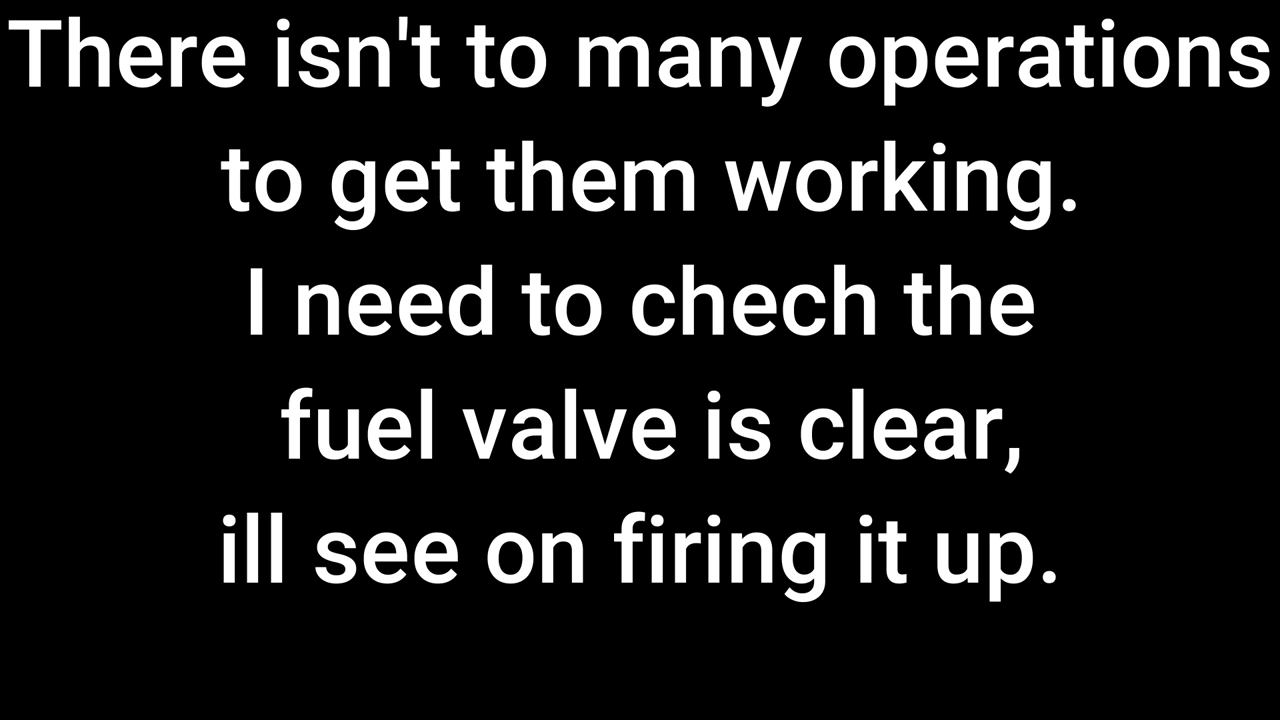 There isn't to many operations
to get them working.
I need to chech the
fuel valve is clear,
ill see on firing it up.